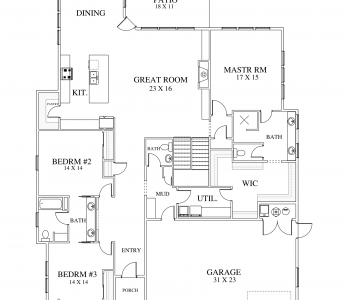 PATIO
18 X 11
DINING
MASTR RM
17 X 15
GREAT ROOM
23 X 16
KIT.
PANTRY
BATH
BATH
BEDRM #2
14 X 14
WIC
MUD
UTIL.
BATH
ENTRY
GARAGE
31 X 23
BEDRM #3
14 X 14
PORCH